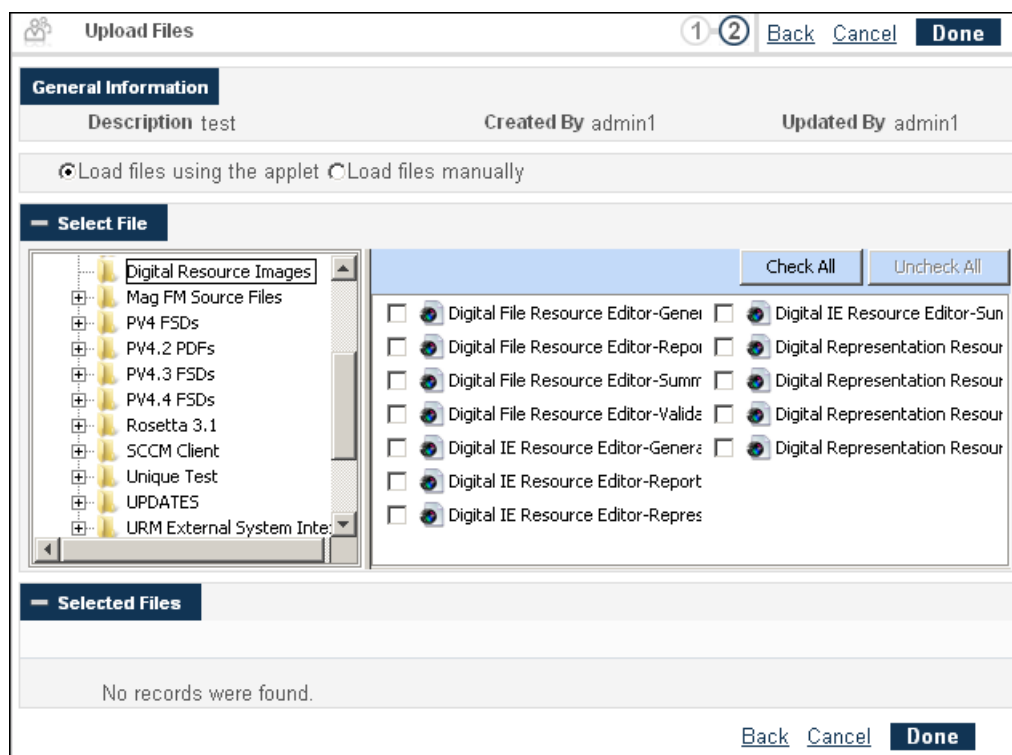 Upload Files 1 2 Back Cancel Done
General Information
Description test Created By admin1 Updated By admin1
Load files using the applet Load files manually
Select File
Digital Resource Images
Mag FM Source Files
PV4 FSDs
PV4.2 PDFs
PV4.3 FSDs
PV4.4 FSDs
Rosetta 3.1
SCCM Client
Unique Test
UPDATES
URM External System Inte
Check All Uncheck All
Digital File Resource Editor-Gener
Digital File Resource Editor-Repor
Digital File Resource Editor-Summ
Digital File Resource Editor-Valida
Digital IE Resource Editor-Genera
Digital IE Resource Editor-Report
Digital IE Resource Editor-Repres
Digital IE Resource Editor-Sum
Digital Representation Resour
Digital Representation Resour
Digital Representation Resour
Digital Representation Resour
Selected Files
No records were found.
Back Cancel Done